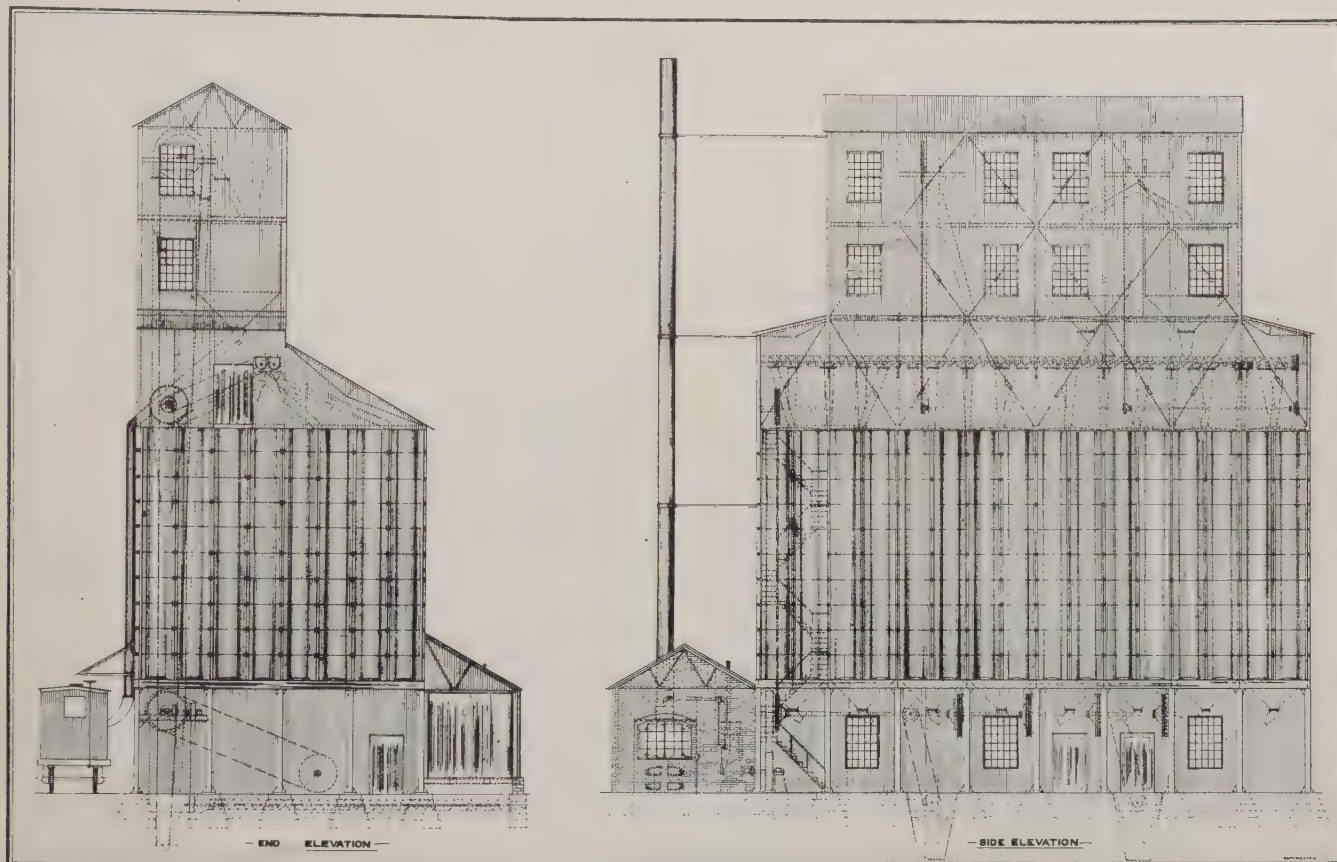 — END ELEVATION —
— SIDE ELEVATION —